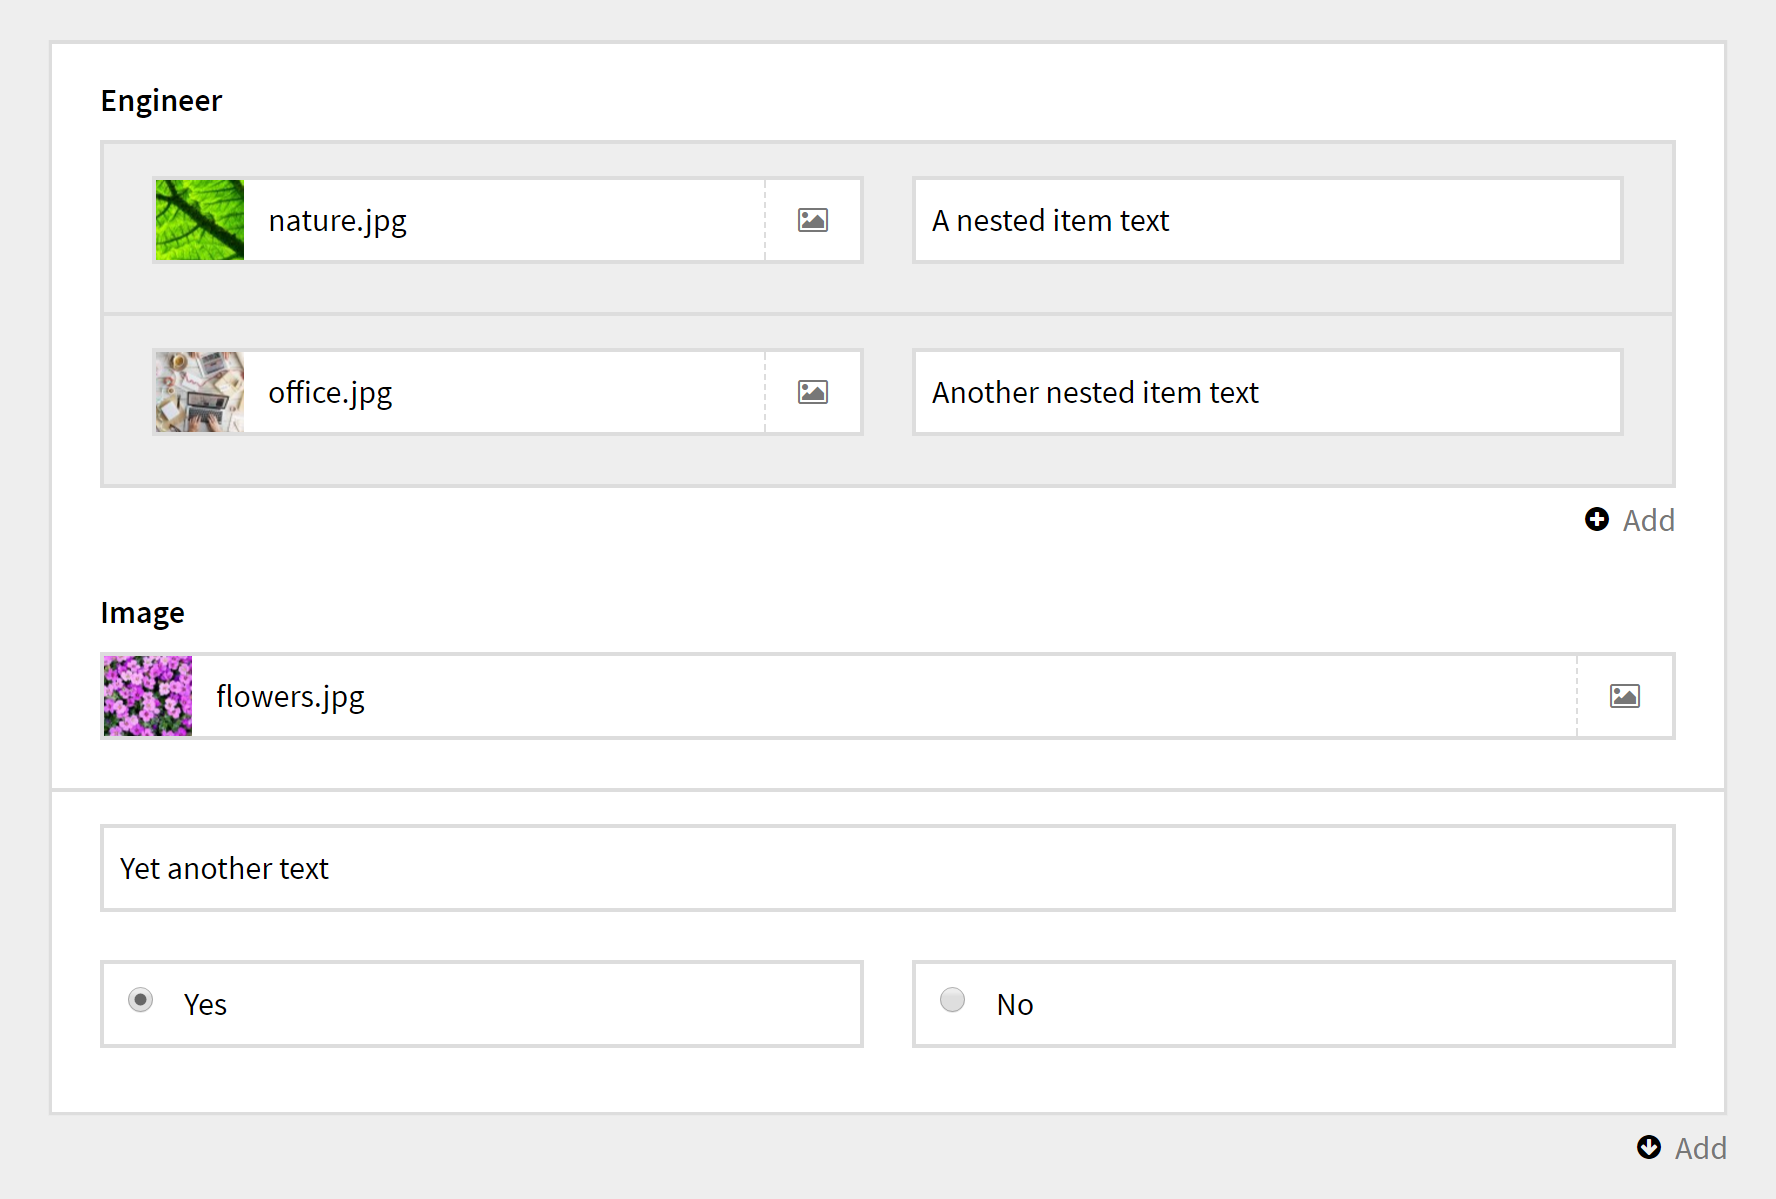 Engineer
nature.jpg
A nested item text
office.jpg
Another nested item text
Add
Image
flowers.jpg
Yet another text
Yes
No
Add